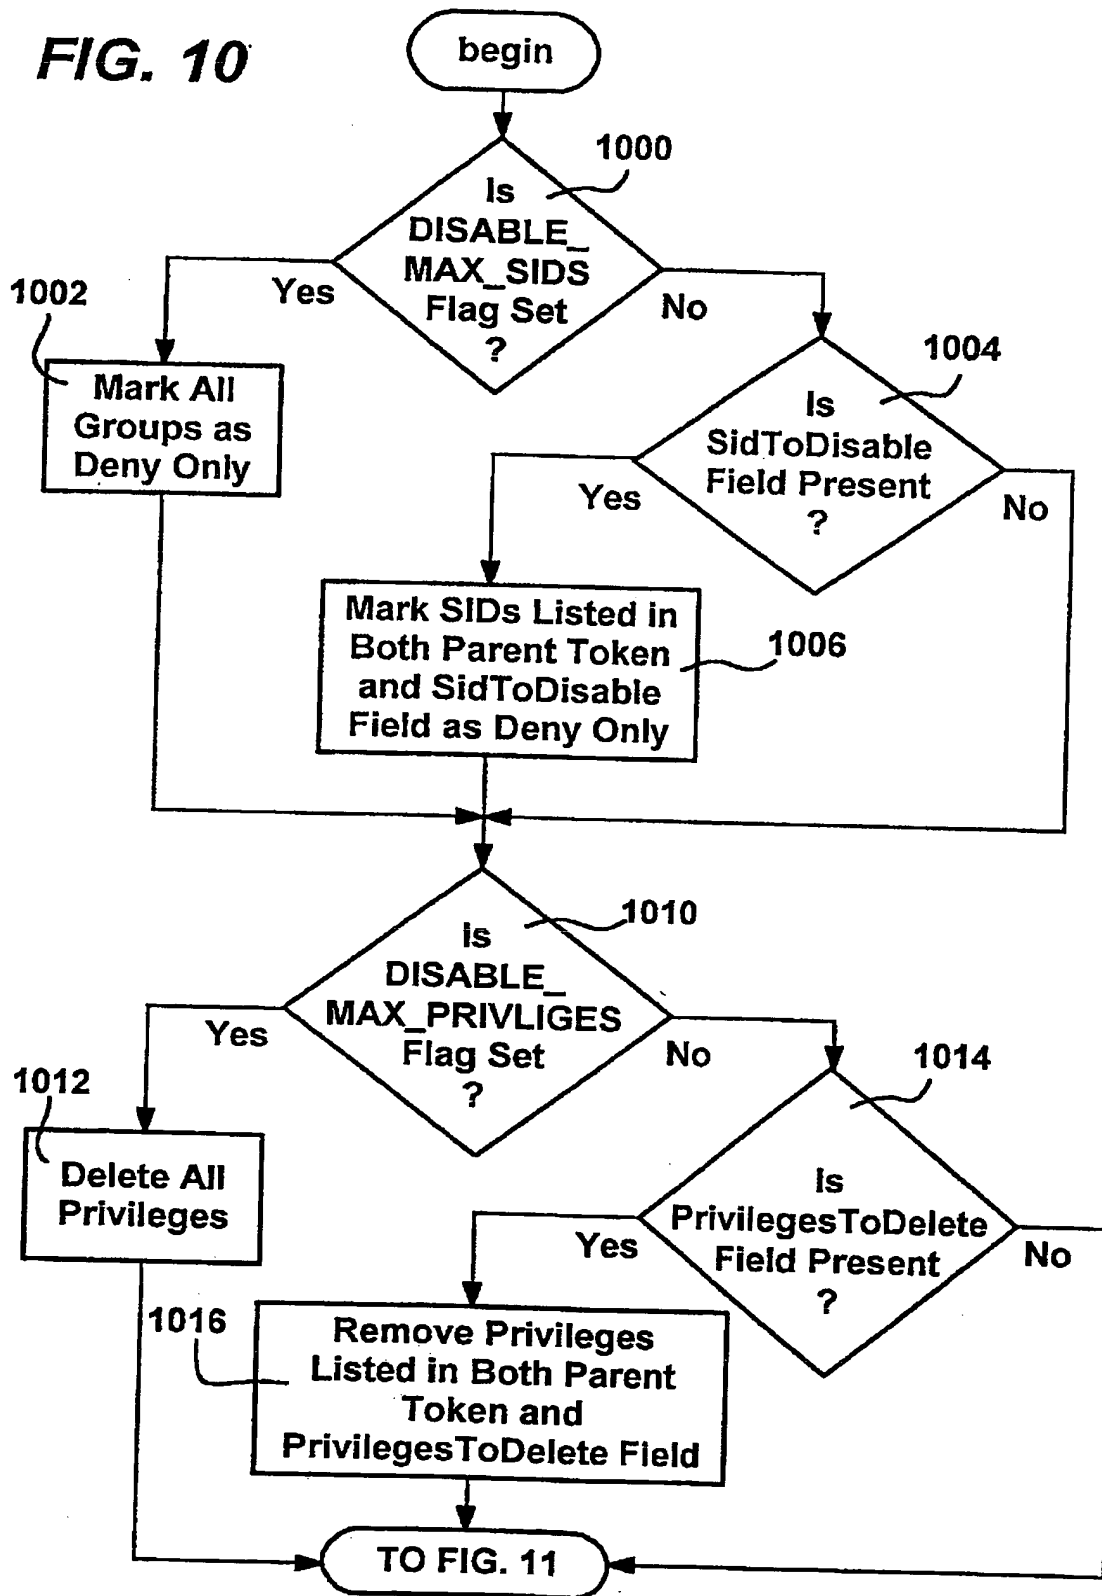 FIG. 10
begin
1000
Is
DISABLE_
MAX_SIDS
Flag Set
?
Yes
No
1002
Mark All
Groups as
Deny Only
1004
Is
SidToDisable
Field Present
?
Yes
No
Mark SIDs Listed in
Both Parent Token
and SidToDisable
Field as Deny Only
1006
1010
is
DISABLE_
MAX_PRIVLIGES
Flag Set
?
Yes
No
1012
Delete All
Privileges
1014
Is
PrivilegesToDelete
Field Present
?
Yes
No
1016
Remove Privileges
Listed in Both Parent
Token and
PrivilegesToDelete Field
TO FIG. 11